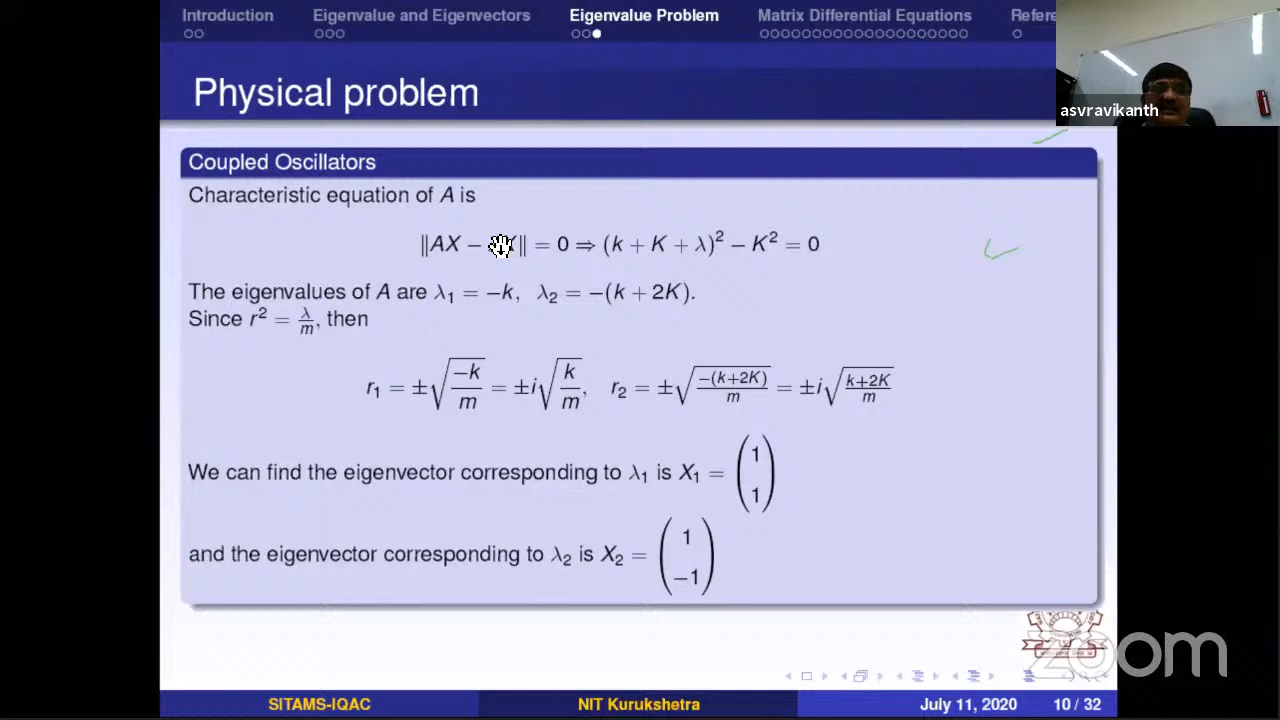 Introduction Eigenvalue and Eigenvectors Eigenvalue Problem Matrix Differential Equations Refere
asvravikanth
Physical problem
Coupled Oscillators
Characteristic equation of A is
‖AX − X‖ = 0 ⇒ (k + K + λ)² − K² = 0
The eigenvalues of A are λ₁ = −k, λ₂ = −(k + 2K).
Since r² = λ/m, then
r₁ = ±√(−k/m) = ±i√(k/m), r₂ = ±√(−(k+2K)/m) = ±i√((k+2K)/m)
We can find the eigenvector corresponding to λ₁ is X₁ = (1 1)
and the eigenvector corresponding to λ₂ is X₂ = (1 −1)
zoom
SITAMS-IQAC NIT Kurukshetra July 11, 2020 10 / 32